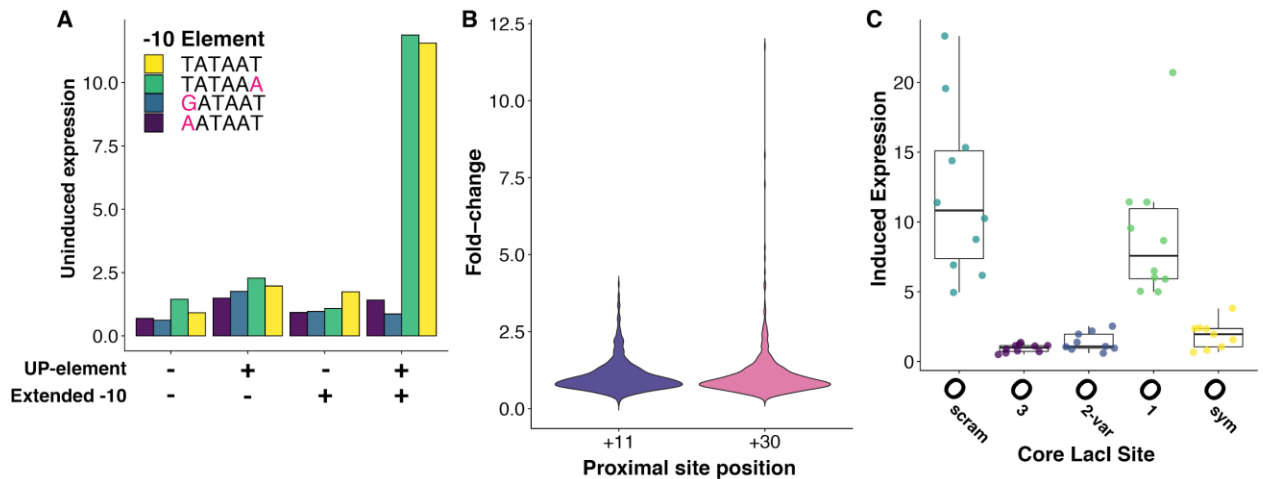 A
-10 Element
TATAAT
TATAAA
GATAAT
AATAAT
Uninduced expression
10.0
7.5
5.0
2.5
0.0
UP-element - + - +
Extended -10 - - + +
B
Fold-change
12.5
10.0
7.5
5.0
2.5
0.0
+11 +30
Proximal site position
C
Induced Expression
20
15
10
5
0
O scram O 3 O 2-var O 1 O sym
Core LacI Site